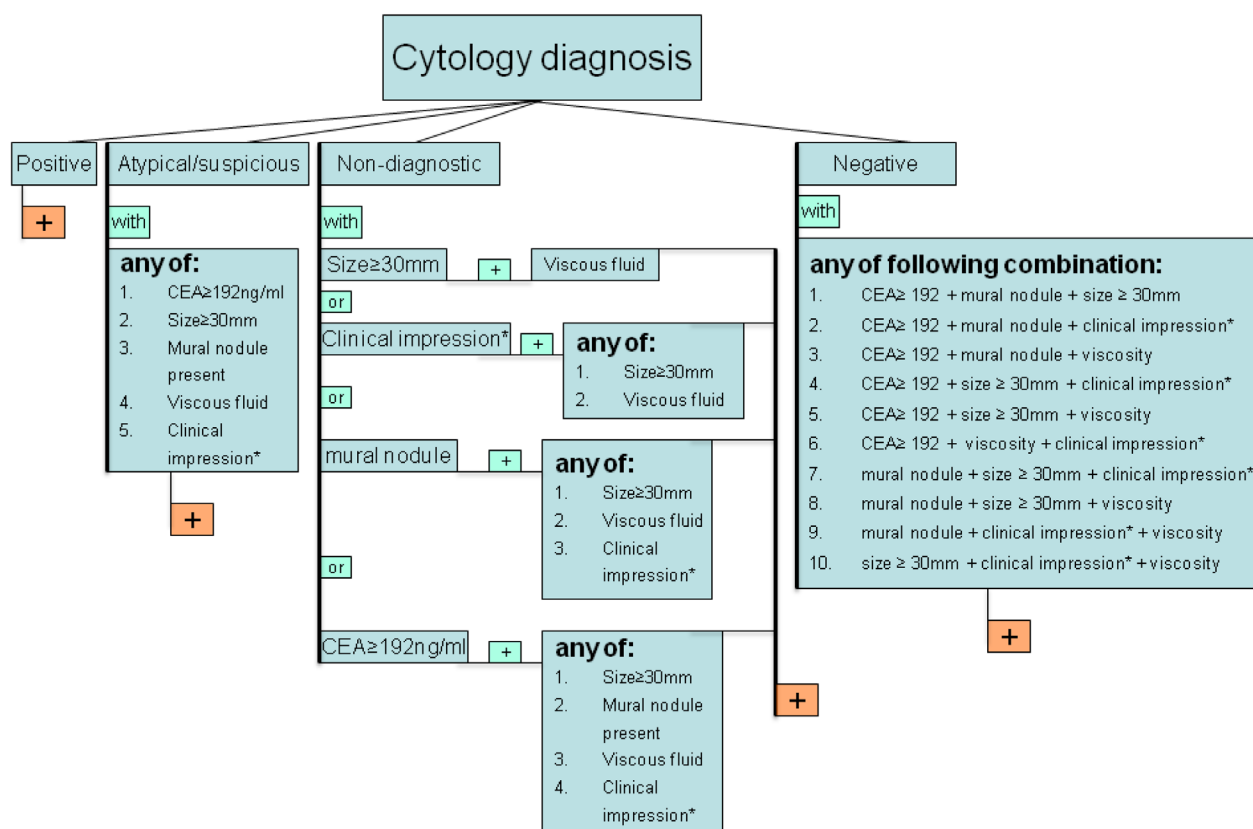 Cytology diagnosis
Positive
+
Atypical/suspicious
with
any of:
1. CEA≥192ng/ml
2. Size≥30mm
3. Mural nodule
present
4. Viscous fluid
5. Clinical
impression*
+
Non-diagnostic
with
Size≥30mm
+
Viscous fluid
or
Clinical impression*
+
any of:
1. Size≥30mm
2. Viscous fluid
or
mural nodule
+
any of:
1. Size≥30mm
2. Viscous fluid
3. Clinical
impression*
or
CEA≥192ng/ml
+
any of:
1. Size≥30mm
2. Mural nodule
present
3. Viscous fluid
4. Clinical
impression*
+
Negative
with
any of following combination:
1. CEA≥ 192 + mural nodule + size ≥ 30mm
2. CEA≥ 192 + mural nodule + clinical impression*
3. CEA≥ 192 + mural nodule + viscosity
4. CEA≥ 192 + size ≥ 30mm + clinical impression*
5. CEA≥ 192 + size ≥ 30mm + viscosity
6. CEA≥ 192 + viscosity + clinical impression*
7. mural nodule + size ≥ 30mm + clinical impression*
8. mural nodule + size ≥ 30mm + viscosity
9. mural nodule + clinical impression* + viscosity
10. size ≥ 30mm + clinical impression* + viscosity
+